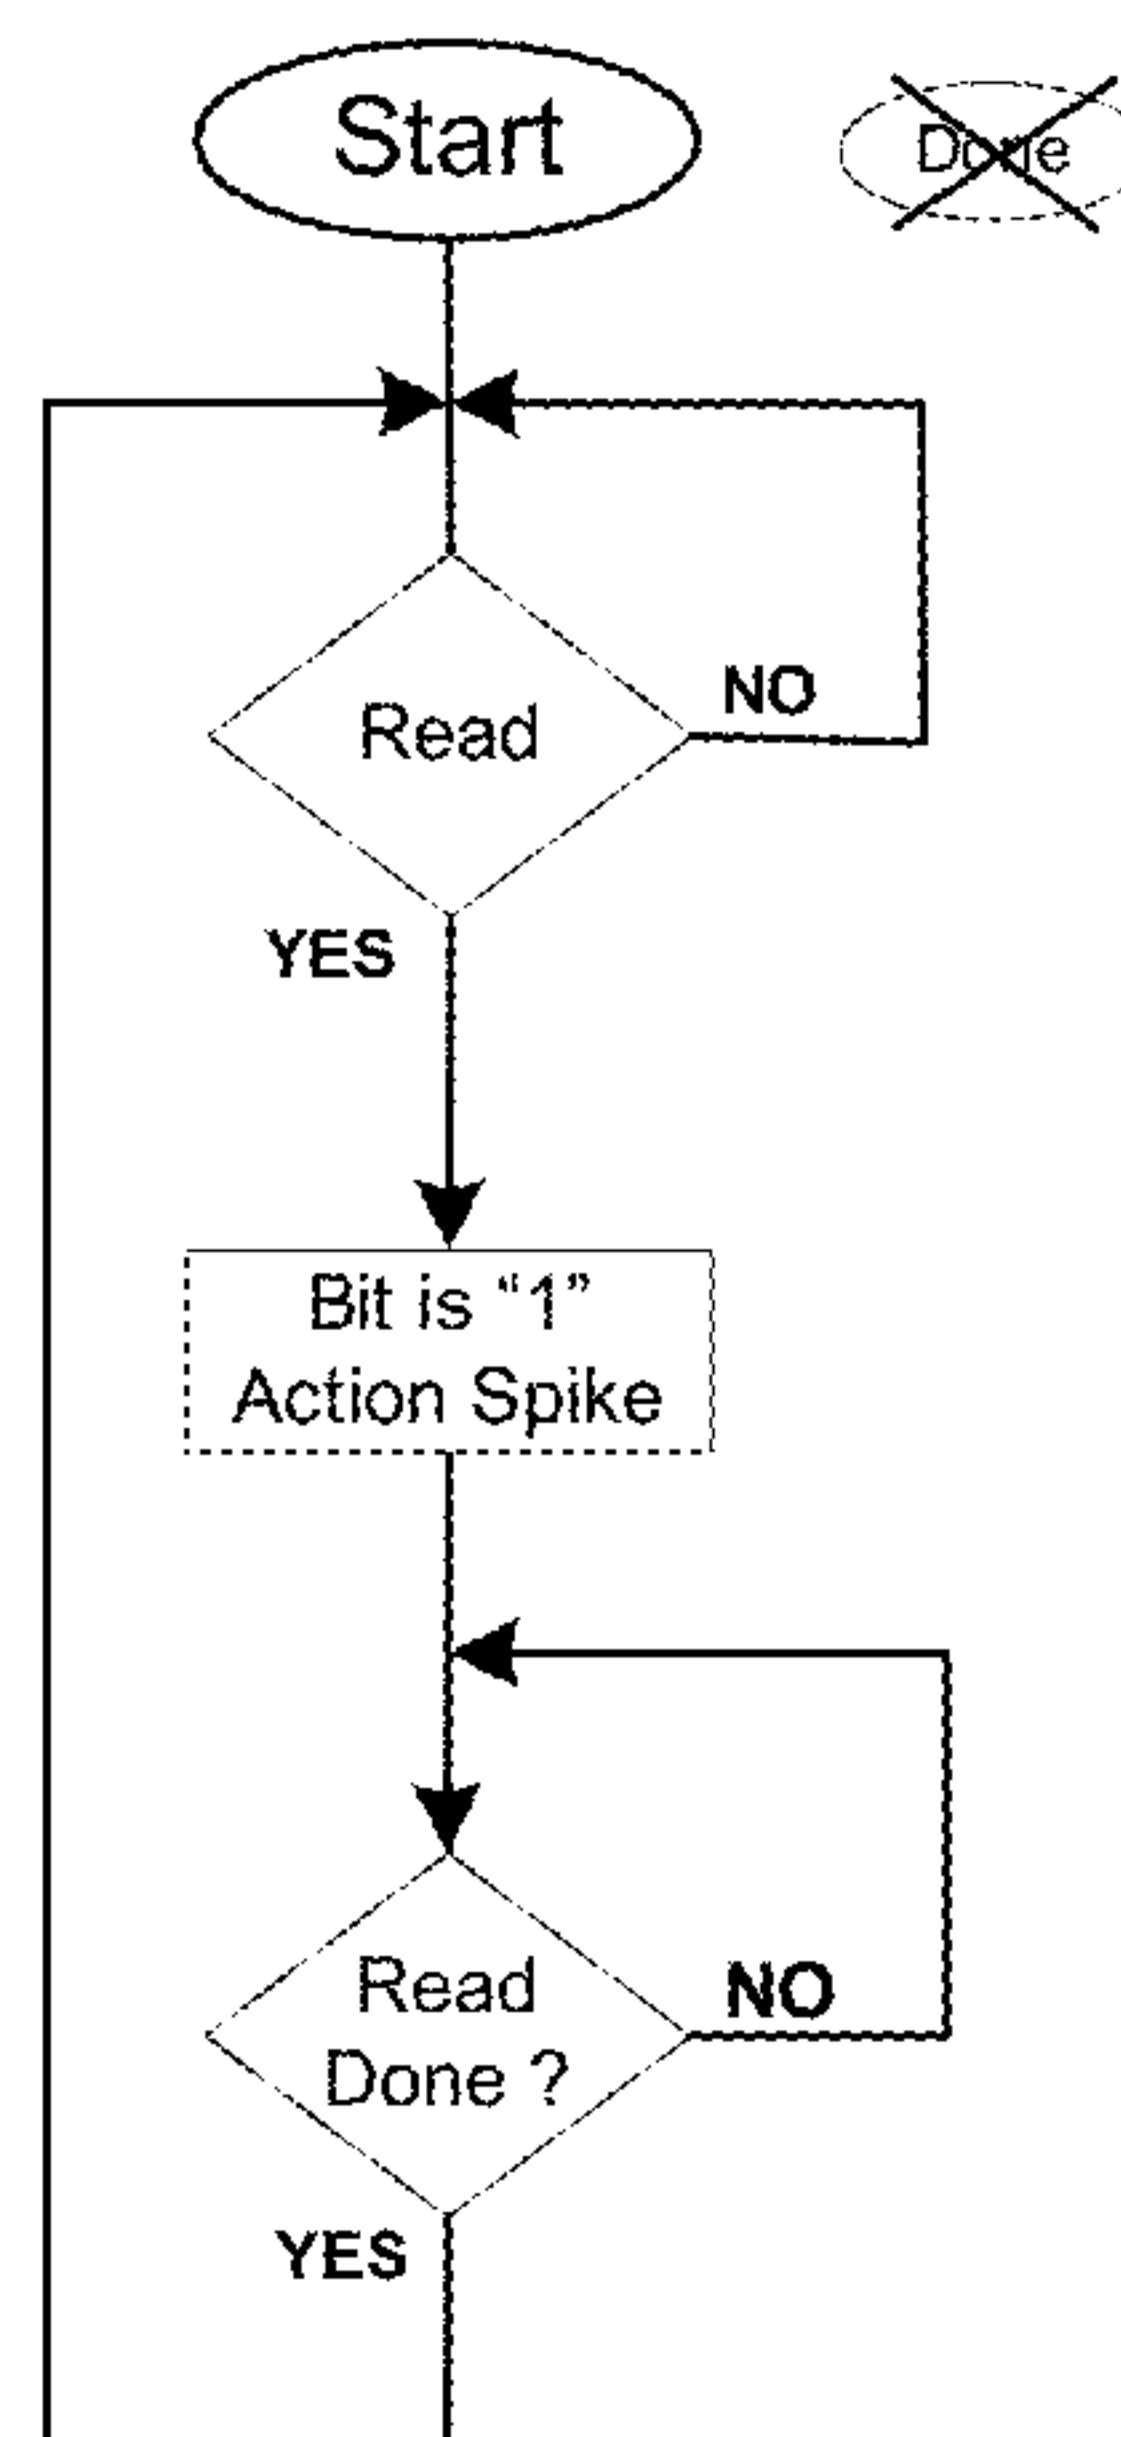 Start
Done
Read
NO
YES
Bit is “1”
Action Spike
Read
Done ?
NO
YES